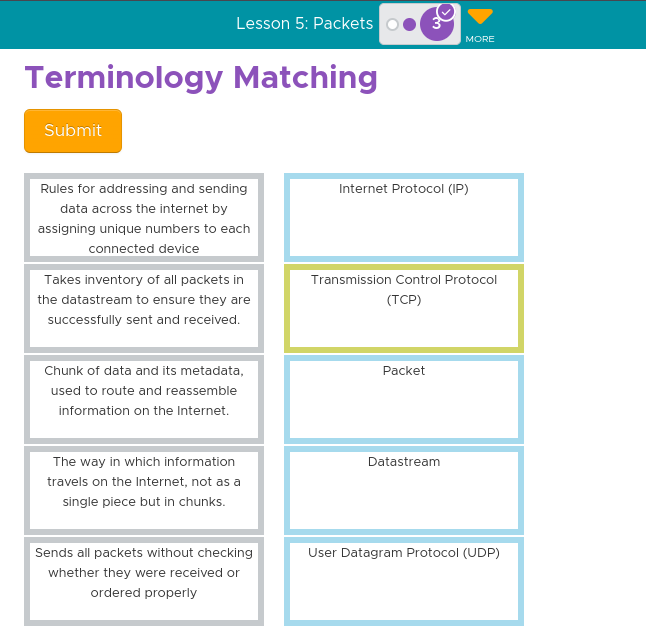 Lesson 5: Packets
3
MORE
Terminology Matching
Submit
Rules for addressing and sending
data across the internet by
assigning unique numbers to each
connected device
Internet Protocol (IP)
Takes inventory of all packets in
the datastream to ensure they are
successfully sent and received.
Transmission Control Protocol
(TCP)
Chunk of data and its metadata,
used to route and reassemble
information on the Internet.
Packet
The way in which information
travels on the Internet, not as a
single piece but in chunks.
Datastream
Sends all packets without checking
whether they were received or
ordered properly
User Datagram Protocol (UDP)